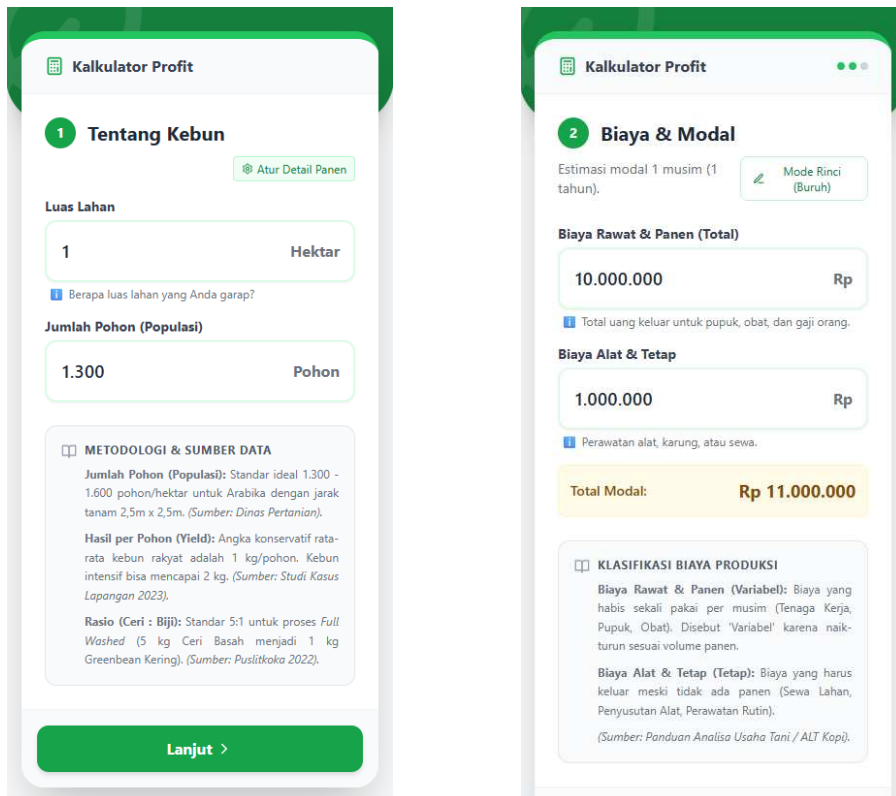 Kalkulator Profit
1 Tentang Kebun
Atur Detail Panen
Luas Lahan
1 Hektar
Berapa luas lahan yang Anda garap?
Jumlah Pohon (Populasi)
1.300 Pohon
METODOLOGI & SUMBER DATA
Jumlah Pohon (Populasi): Standar ideal 1.300 -
1.600 pohon/hektar untuk Arabika dengan jarak
tanam 2,5m x 2,5m. (Sumber: Dinas Pertanian).
Hasil per Pohon (Yield): Angka konservatif rata-
rata kebun rakyat adalah 1 kg/pohon. Kebun
intensif bisa mencapai 2 kg. (Sumber: Studi Kasus
Lapangan 2023).
Rasio (Ceri : Biji): Standar 5:1 untuk proses Full
Washed (5 kg Ceri Basah menjadi 1 kg
Greenbean Kering). (Sumber: Puslitkoka 2022).
Lanjut >
Kalkulator Profit
2 Biaya & Modal
Estimasi modal 1 musim (1
tahun).
Mode Rinci
(Buruh)
Biaya Rawat & Panen (Total)
10.000.000 Rp
Total uang keluar untuk pupuk, obat, dan gaji orang.
Biaya Alat & Tetap
1.000.000 Rp
Perawatan alat, karung, atau sewa.
Total Modal: Rp 11.000.000
KLASIFIKASI BIAYA PRODUKSI
Biaya Rawat & Panen (Variabel): Biaya yang
habis sekali pakai per musim (Tenaga Kerja,
Pupuk, Obat). Disebut 'Variabel' karena naik-
turun sesuai volume panen.
Biaya Alat & Tetap (Tetap): Biaya yang harus
keluar meski tidak ada panen (Sewa Lahan,
Penyusutan Alat, Perawatan Rutin).
(Sumber: Panduan Analisa Usaha Tani / ALT Kopi).